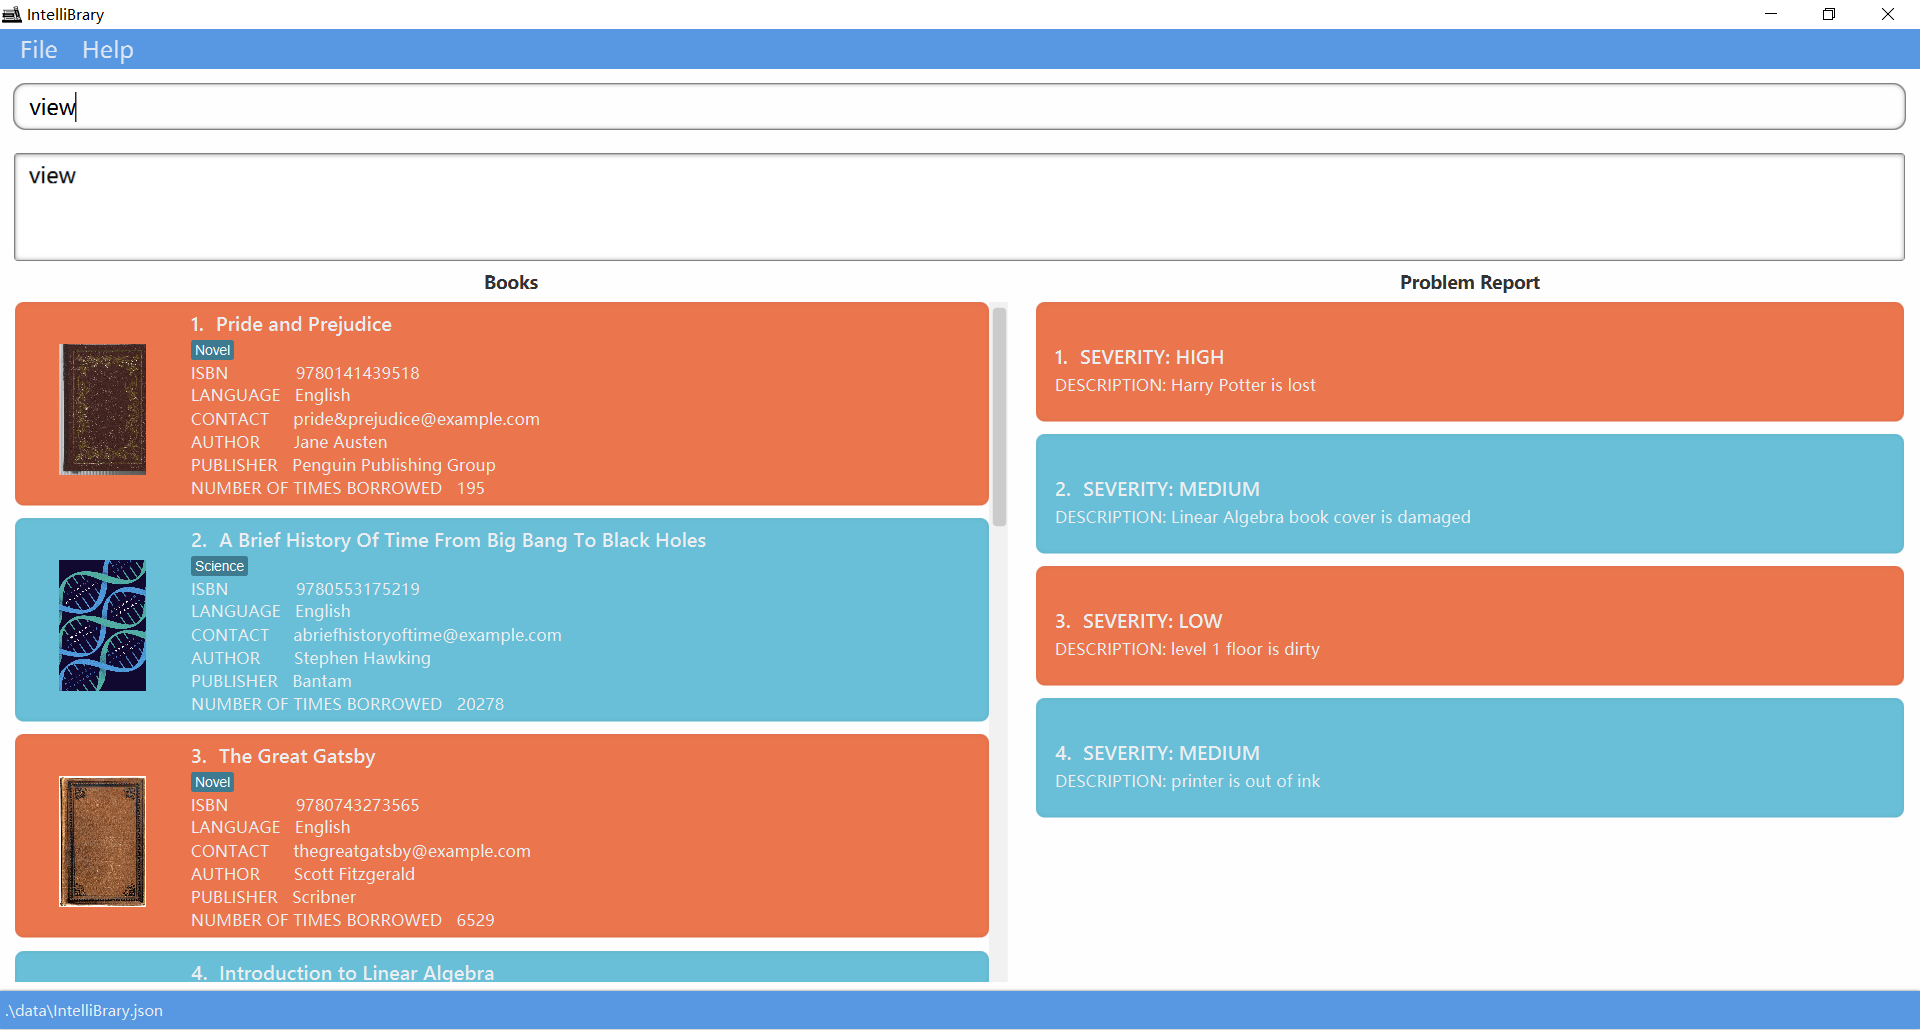 IntelliBrary
File Help
view
view
Books
1. Pride and Prejudice
Novel
ISBN 9780141439518
LANGUAGE English
CONTACT pride&prejudice@example.com
AUTHOR Jane Austen
PUBLISHER Penguin Publishing Group
NUMBER OF TIMES BORROWED 195
2. A Brief History Of Time From Big Bang To Black Holes
Science
ISBN 9780553175219
LANGUAGE English
CONTACT abriefhistoryoftime@example.com
AUTHOR Stephen Hawking
PUBLISHER Bantam
NUMBER OF TIMES BORROWED 20278
3. The Great Gatsby
Novel
ISBN 9780743273565
LANGUAGE English
CONTACT thegreatgatsby@example.com
AUTHOR Scott Fitzgerald
PUBLISHER Scribner
NUMBER OF TIMES BORROWED 6529
4. Introduction to Linear Algebra
Problem Report
1. SEVERITY: HIGH
DESCRIPTION: Harry Potter is lost
2. SEVERITY: MEDIUM
DESCRIPTION: Linear Algebra book cover is damaged
3. SEVERITY: LOW
DESCRIPTION: level 1 floor is dirty
4. SEVERITY: MEDIUM
DESCRIPTION: printer is out of ink
.\data\IntelliBrary.json